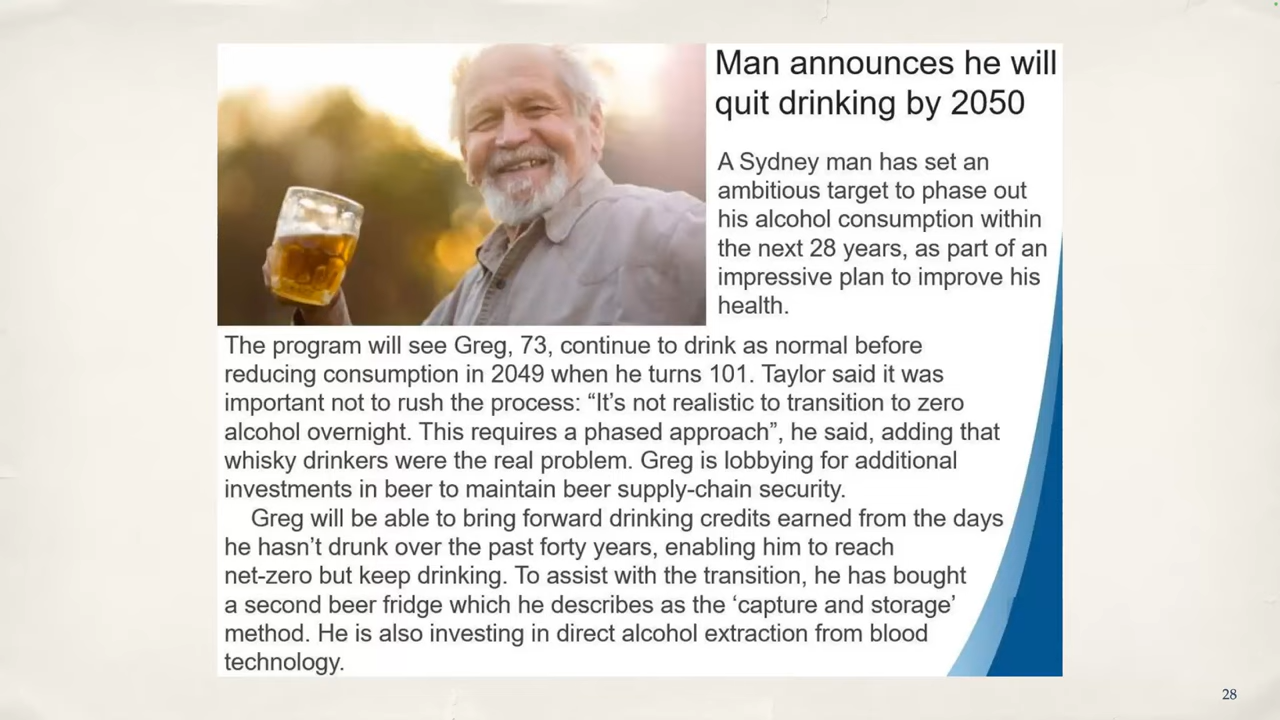 Man announces he will
quit drinking by 2050
A Sydney man has set an
ambitious target to phase out
his alcohol consumption within
the next 28 years, as part of an
impressive plan to improve his
health.
The program will see Greg, 73, continue to drink as normal before
reducing consumption in 2049 when he turns 101. Taylor said it was
important not to rush the process: “It’s not realistic to transition to zero
alcohol overnight. This requires a phased approach”, he said, adding that
whisky drinkers were the real problem. Greg is lobbying for additional
investments in beer to maintain beer supply-chain security.
Greg will be able to bring forward drinking credits earned from the days
he hasn’t drunk over the past forty years, enabling him to reach
net-zero but keep drinking. To assist with the transition, he has bought
a second beer fridge which he describes as the ‘capture and storage’
method. He is also investing in direct alcohol extraction from blood
technology.
28